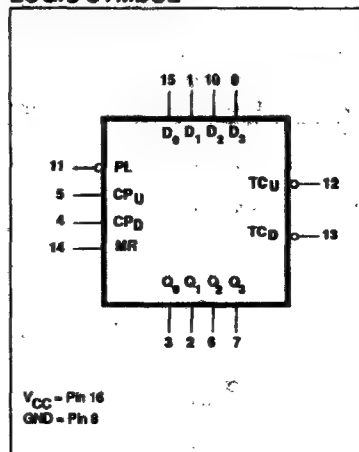 LOGIC SYMBOL
15 1 10 9
D0 D1 D2 D3
11 PL
5 CPU
4 CPD
14 MR
TCU 12
TCD 13
Q0 Q1 Q2 Q3
3 2 6 7
VCC = Pin 16
GND = Pin 8